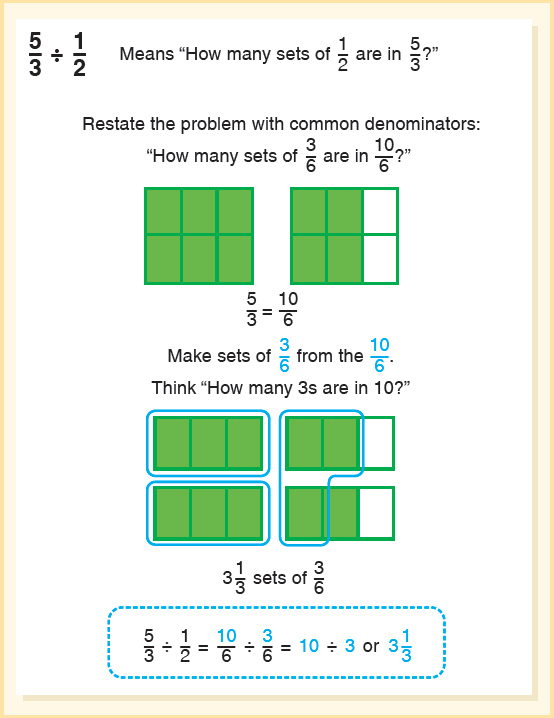 5/3 ÷ 1/2 Means “How many sets of 1/2 are in 5/3?”
Restate the problem with common denominators:
“How many sets of 3/6 are in 10/6?”
5/3 = 10/6
Make sets of 3/6 from the 10/6.
Think “How many 3s are in 10?”
3 1/3 sets of 3/6
5/3 ÷ 1/2 = 10/6 ÷ 3/6 = 10 ÷ 3 or 3 1/3